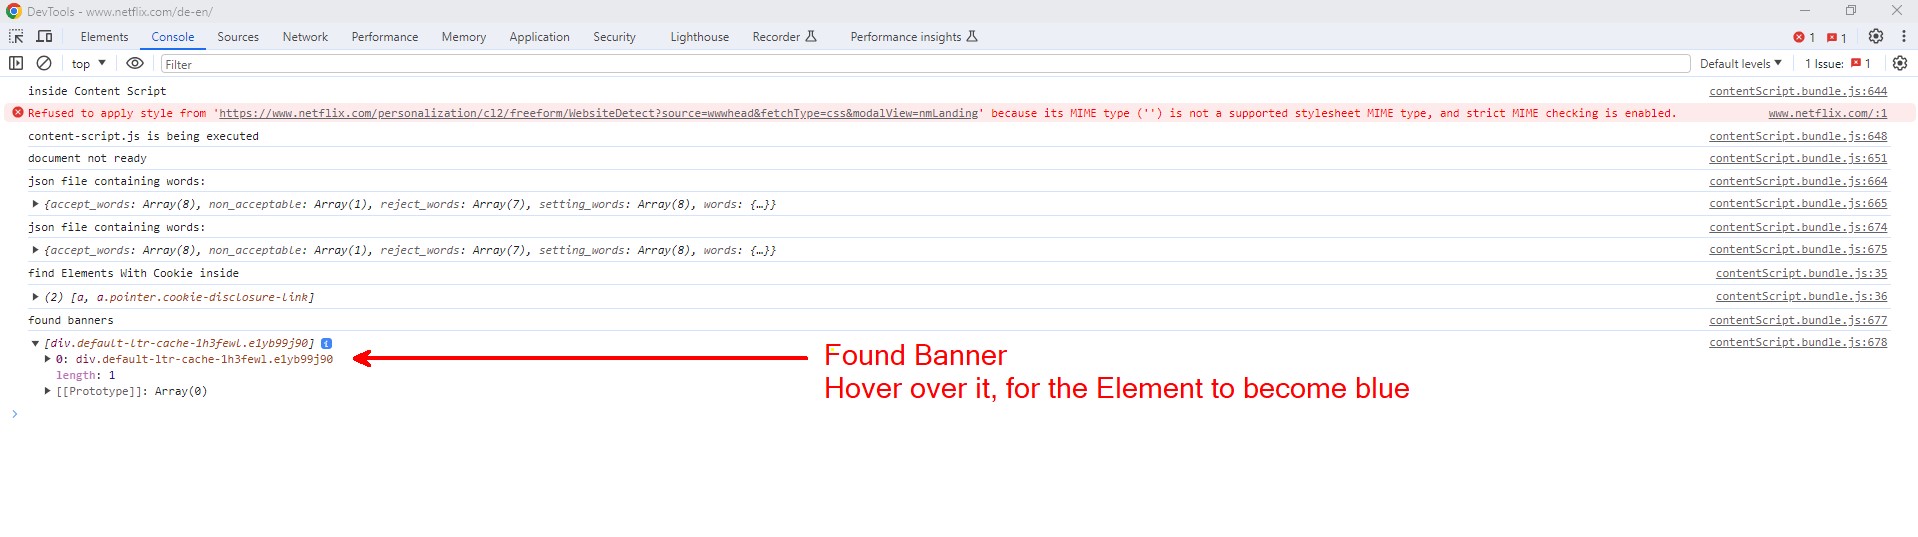 DevTools - www.netflix.com/de-en/
Elements Console Sources Network Performance Memory Application Security Lighthouse Recorder Performance insights 1 1
top Filter Default levels 1 Issue: 1
inside Content Script contentScript.bundle.js:644
Refused to apply style from 'https://www.netflix.com/personalization/cl2/freeform/WebsiteDetect?source=wwwhead&fetchType=css&modalView=nmLanding' because its MIME type ('') is not a supported stylesheet MIME type, and strict MIME checking is enabled. www.netflix.com/:1
content-script.js is being executed contentScript.bundle.js:648
document not ready contentScript.bundle.js:651
json file containing words: contentScript.bundle.js:664
{accept_words: Array(8), non_acceptable: Array(1), reject_words: Array(7), setting_words: Array(8), words: {…}} contentScript.bundle.js:665
json file containing words: contentScript.bundle.js:674
{accept_words: Array(8), non_acceptable: Array(1), reject_words: Array(7), setting_words: Array(8), words: {…}} contentScript.bundle.js:675
find Elements With Cookie inside contentScript.bundle.js:35
(2) [a, a.pointer.cookie-disclosure-link] contentScript.bundle.js:36
found banners contentScript.bundle.js:677
[div.default-ltr-cache-1h3fewl.e1yb99j90] i contentScript.bundle.js:678
0: div.default-ltr-cache-1h3fewl.e1yb99j90
length: 1
[[Prototype]]: Array(0)
Found Banner
Hover over it, for the Element to become blue